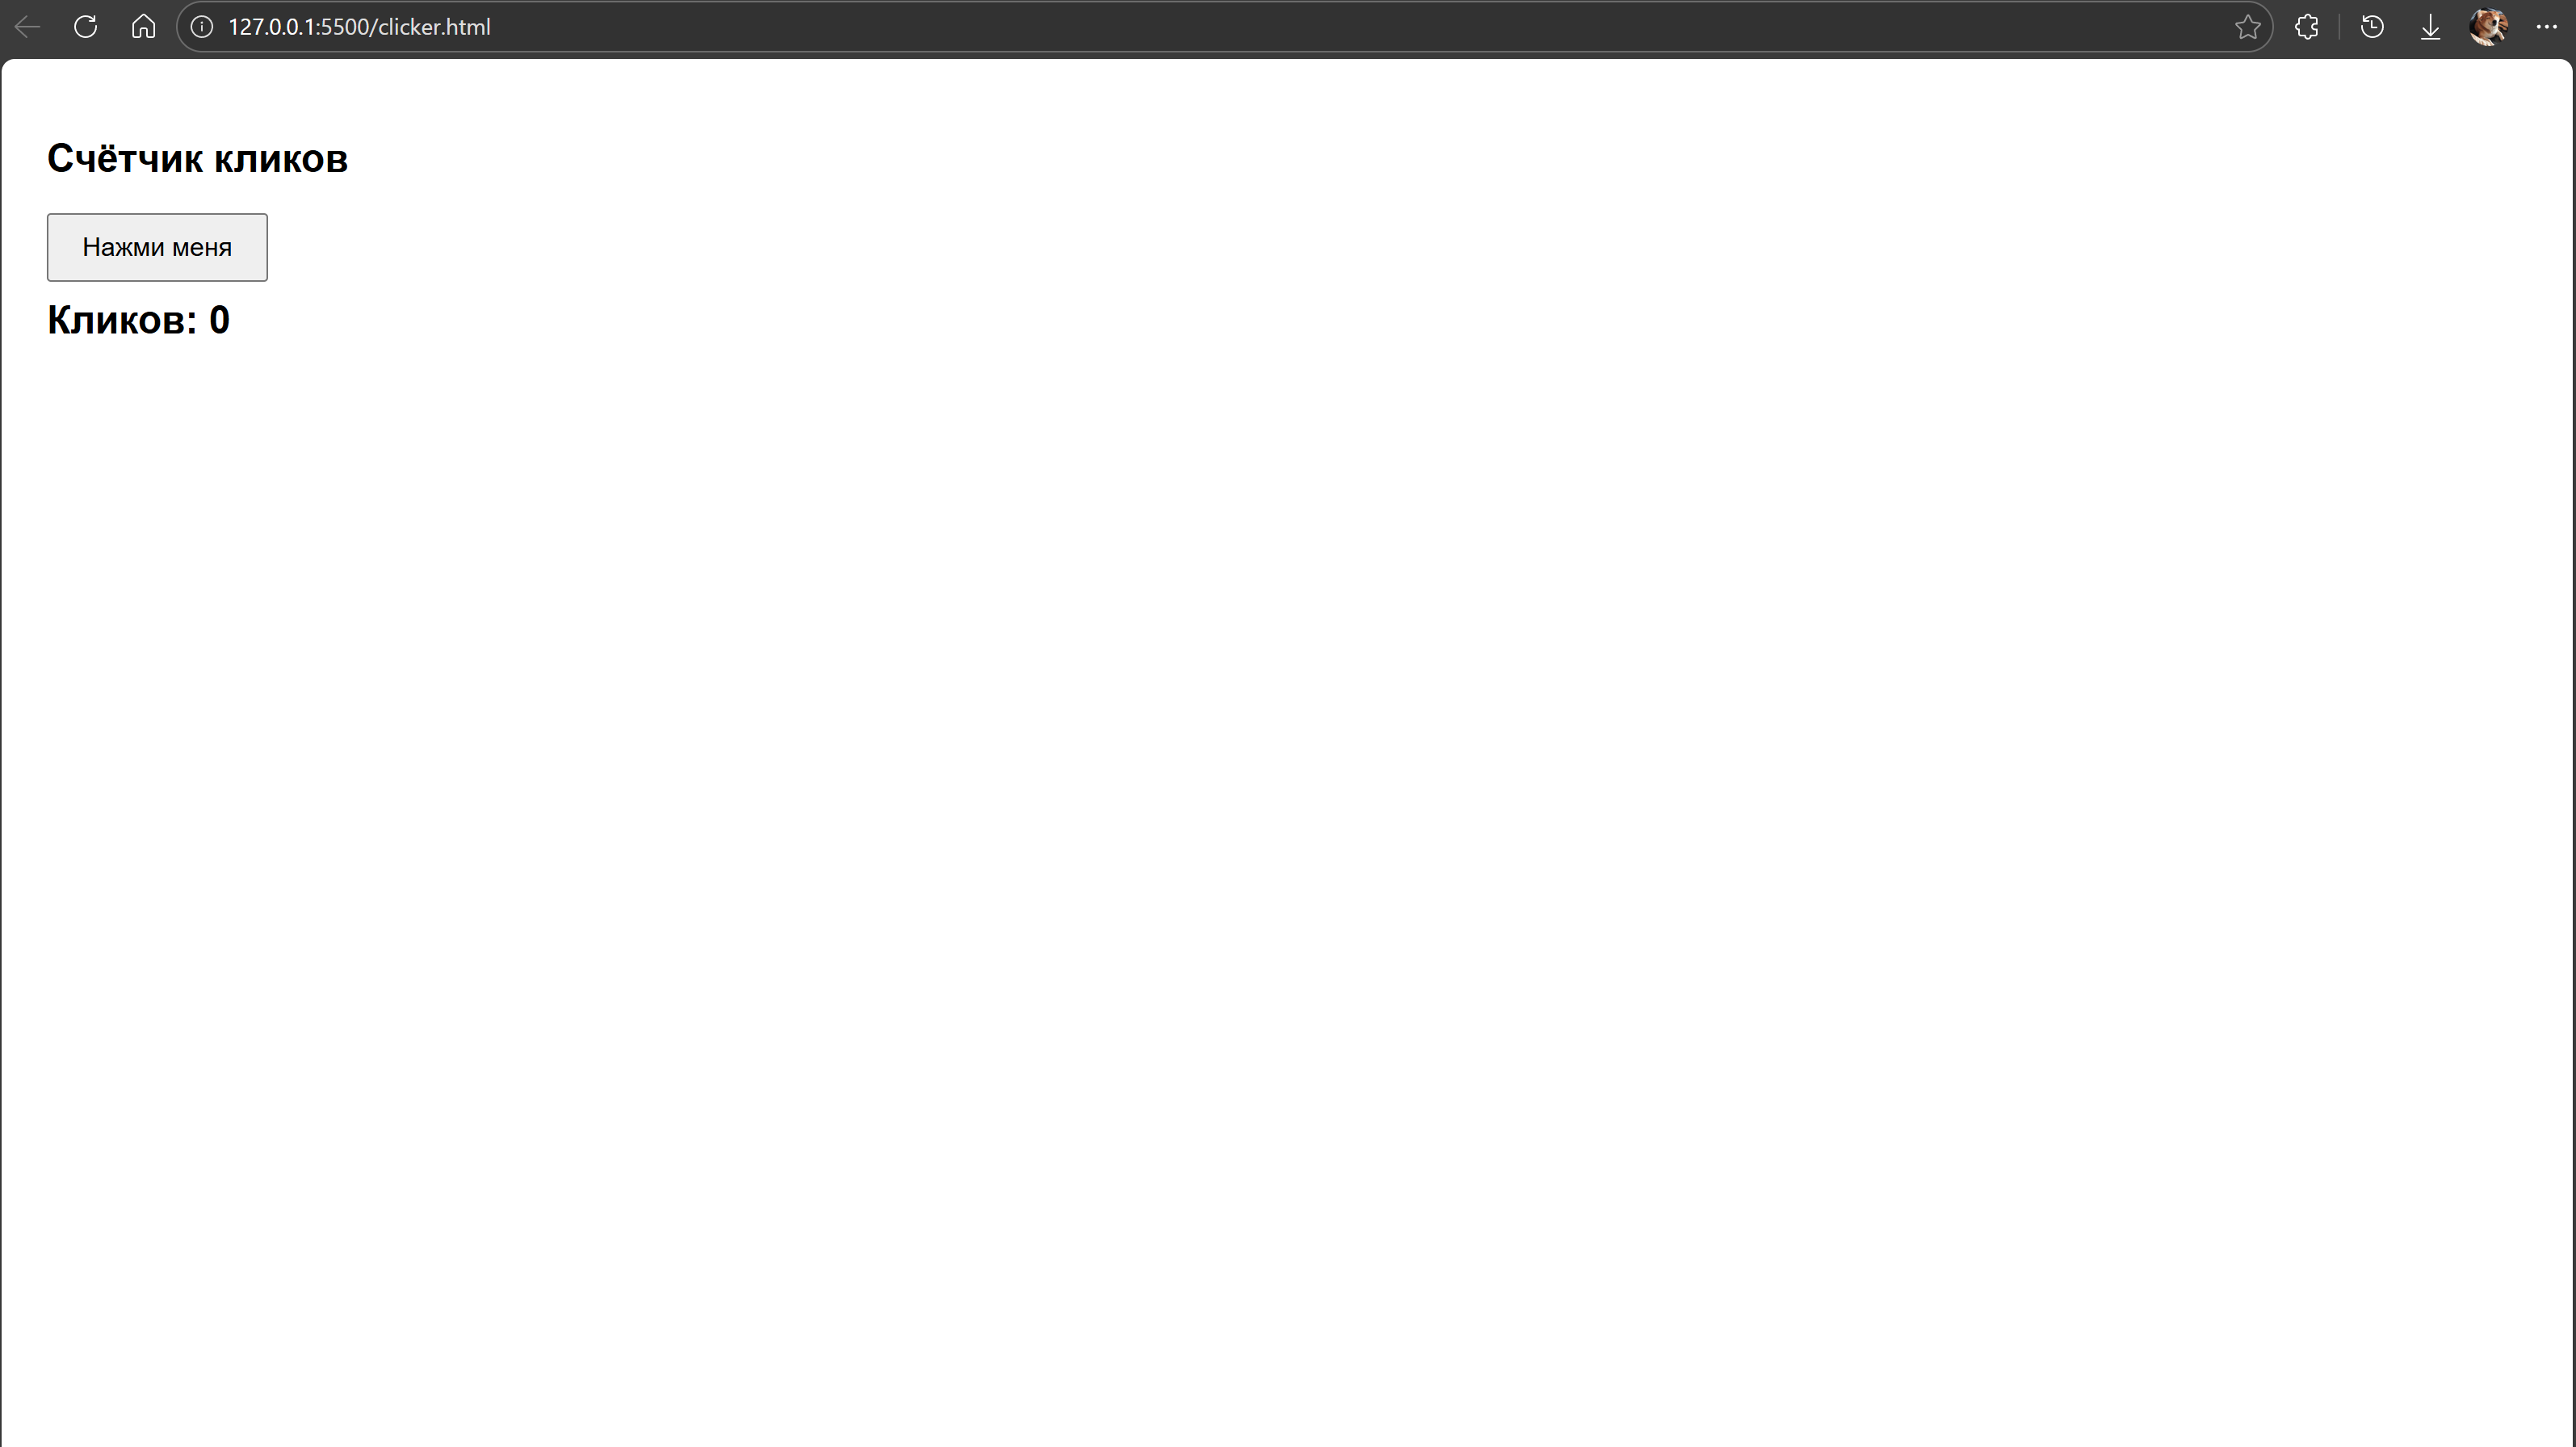 127.0.0.1:5500/clicker.html
Счётчик кликов
Нажми меня
Кликов: 0